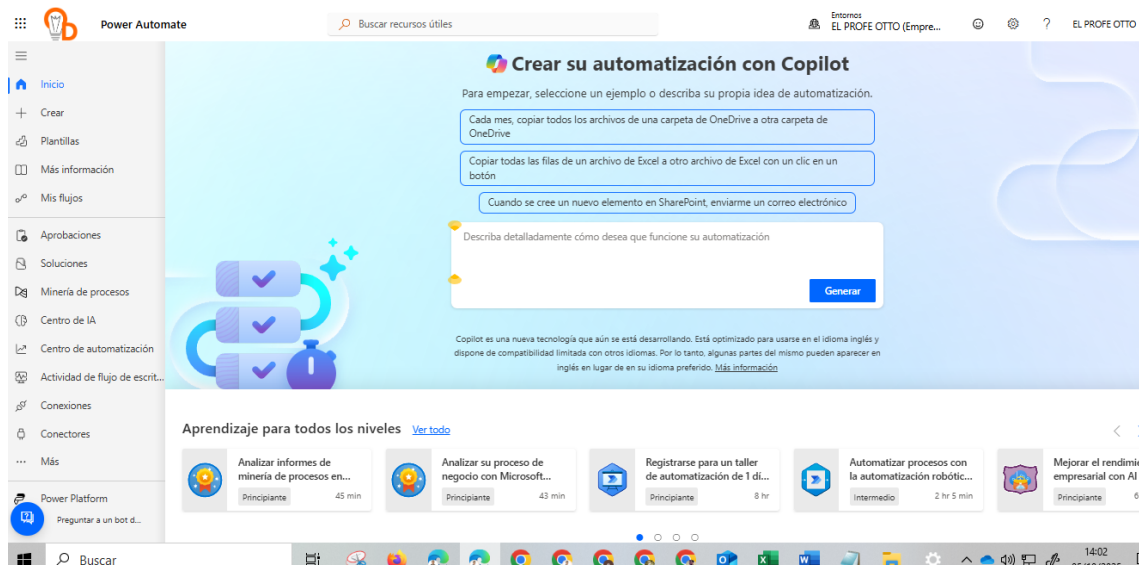 Power Automate
Buscar recursos útiles
Entornos
EL PROFE OTTO (Empre...
EL PROFE OTTO
Inicio
Crear
Plantillas
Más información
Mis flujos
Aprobaciones
Soluciones
Minería de procesos
Centro de IA
Centro de automatización
Actividad de flujo de escrit...
Conexiones
Conectores
Más
Power Platform
Preguntar a un bot d...
Crear su automatización con Copilot
Para empezar, seleccione un ejemplo o describa su propia idea de automatización.
Cada mes, copiar todos los archivos de una carpeta de OneDrive a otra carpeta de
OneDrive
Copiar todas las filas de un archivo de Excel a otro archivo de Excel con un clic en un
botón
Cuando se cree un nuevo elemento en SharePoint, enviarme un correo electrónico
Describa detalladamente cómo desea que funcione su automatización
Generar
Copilot es una nueva tecnología que aún se está desarrollando. Está optimizado para usarse en el idioma inglés y
dispone de compatibilidad limitada con otros idiomas. Por lo tanto, algunas partes del mismo pueden aparecer en
inglés en lugar de en su idioma preferido. Más información
Aprendizaje para todos los niveles Ver todo
Analizar informes de
minería de procesos en...
Principiante 45 min
Analizar su proceso de
negocio con Microsoft...
Principiante 43 min
Registrarse para un taller
de automatización de 1 dí...
Principiante 8 hr
Automatizar procesos con
la automatización robótic...
Intermedio 2 hr 5 min
Mejorar el
empresarial con AI
Principiante 6
Buscar
14:02